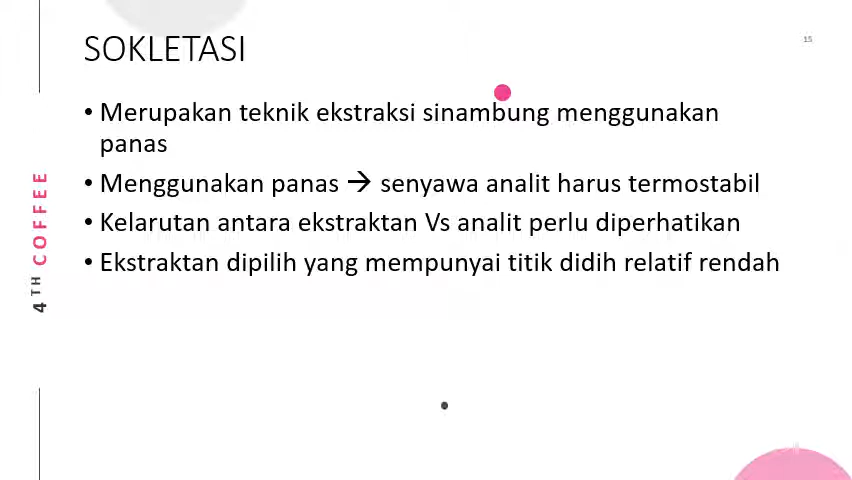 SOKLETASI
15
• Merupakan teknik ekstraksi sinambung menggunakan
panas
• Menggunakan panas → senyawa analit harus termostabil
• Kelarutan antara ekstraktan Vs analit perlu diperhatikan
• Ekstraktan dipilih yang mempunyai titik didih relatif rendah
4TH COFFEE